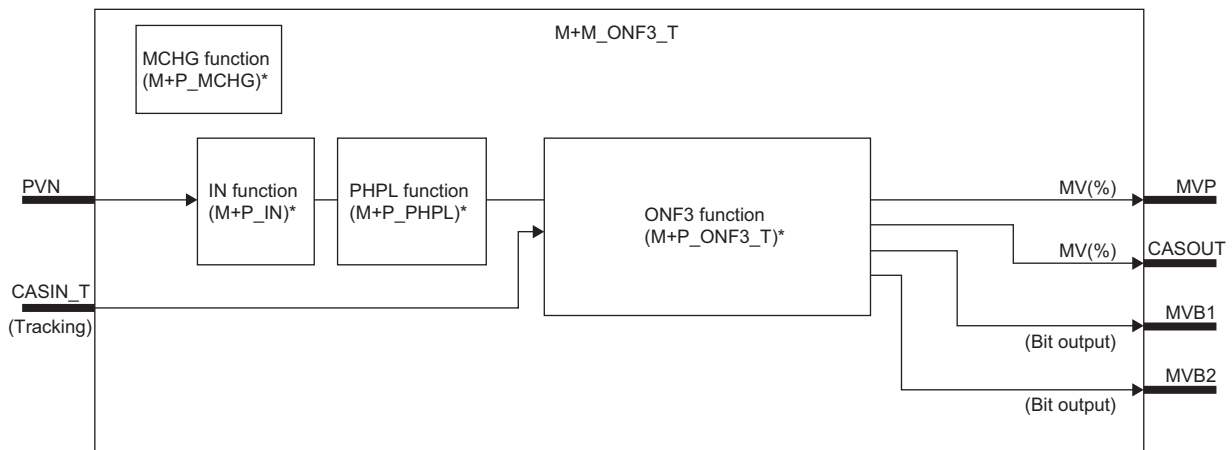 M+M_ONF3_T
MCHG function
(M+P_MCHG)*
PVN
IN function
(M+P_IN)*
PHPL function
(M+P_PHPL)*
ONF3 function
(M+P_ONF3_T)*
MV(%)
MVP
MV(%)
CASOUT
CASIN_T
(Tracking)
MVB1
(Bit output)
MVB2
(Bit output)